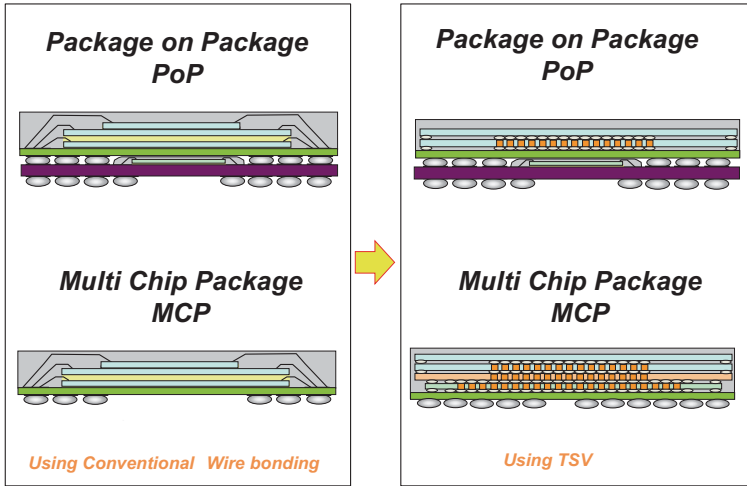 Package on Package
PoP
Multi Chip Package
MCP
Using Conventional Wire bonding
Package on Package
PoP
Multi Chip Package
MCP
Using TSV